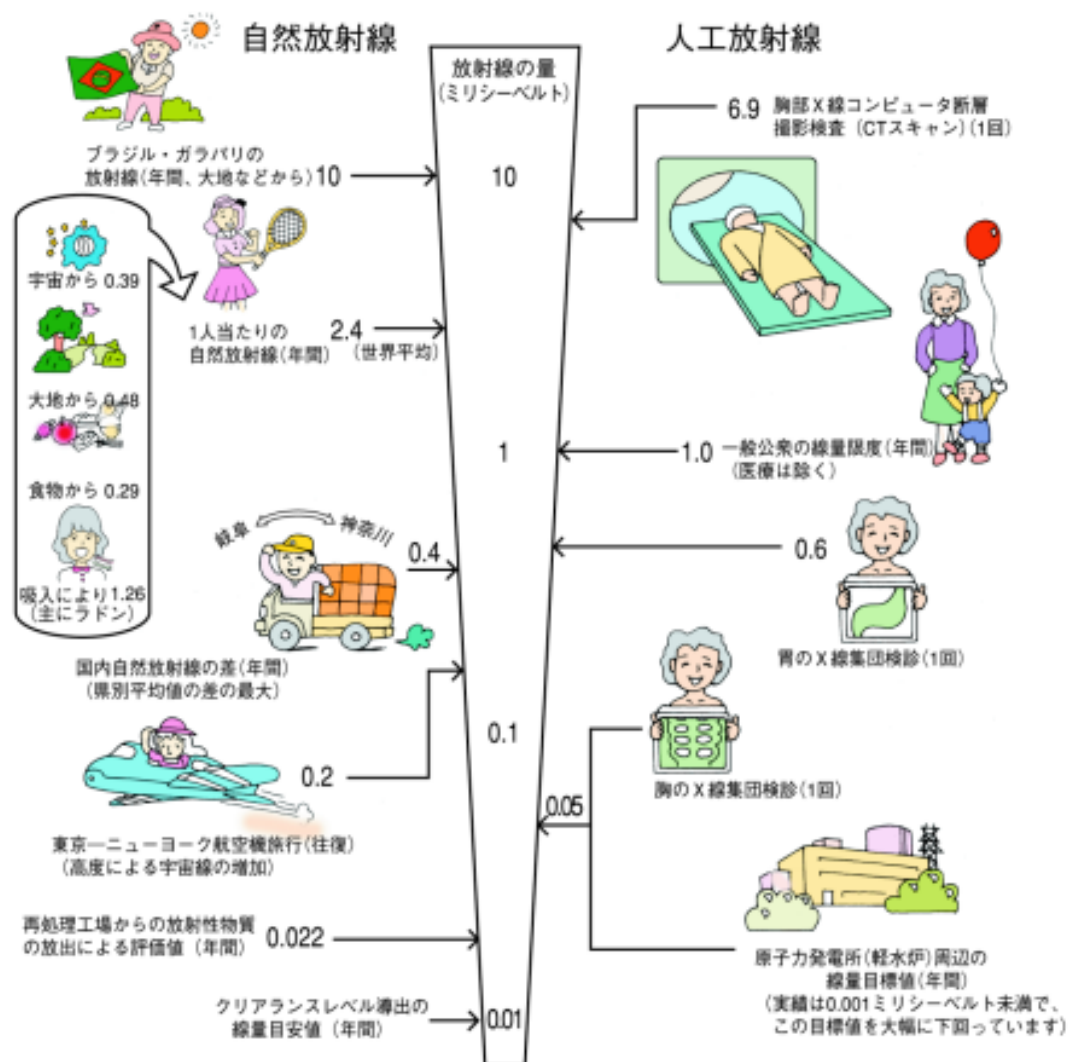 自然放射線
人工放射線
放射線の量
(ミリシーベルト)
10
1
0.1
0.01
ブラジル・ガラパリの
放射線(年間、大地などから)10
宇宙から 0.39
大地から 0.48
食物から 0.29
吸入により1.26
(主にラドン)
1人当たりの
自然放射線(年間)
2.4
(世界平均)
岐阜
神奈川
0.4
国内自然放射線の差(年間)
(県別平均値の差の最大)
0.2
東京―ニューヨーク航空機旅行(往復)
(高度による宇宙線の増加)
再処理工場からの放射性物質
の放出による評価値 (年間)
0.022
クリアランスレベル導出の
線量目安値 (年間)
6.9 胸部X線コンピュータ断層
撮影検査 (CTスキャン)(1回)
1.0 一般公衆の線量限度(年間)
(医療は除く)
0.6
胃のX線集団検診(1回)
胸のX線集団検診(1回)
0.05
原子力発電所(軽水炉)周辺の
線量目標値(年間)
(実績は0.001ミリシーベルト未満で、
この目標値を大幅に下回っています)